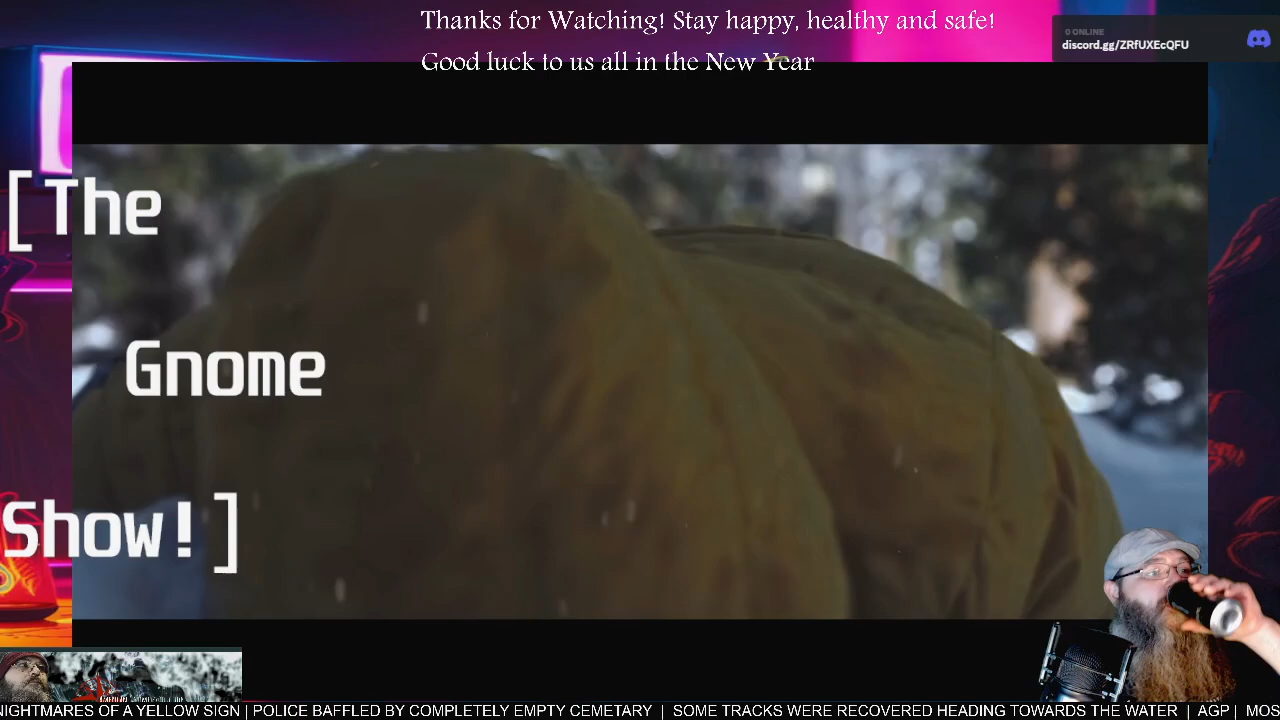 Thanks for Watching! Stay happy, healthy and safe!
Good luck to us all in the New Year
0 ONLINE
discord.gg/ZRfUXEcQFU
[The
Gnome
Show!]
NIGHTMARES OF A YELLOW SIGN | POLICE BAFFLED BY COMPLETELY EMPTY CEMETARY | SOME TRACKS WERE RECOVERED HEADING TOWARDS THE WATER | AGP | MOS